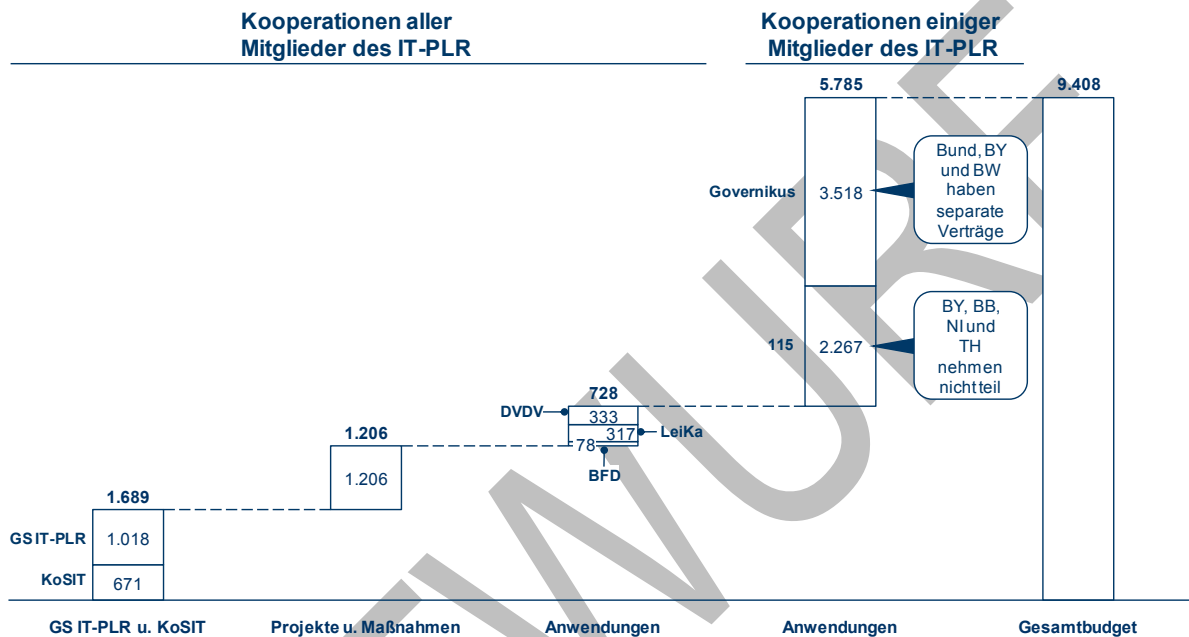 Kooperationen aller
Mitglieder des IT-PLR
Kooperationen einiger
Mitglieder des IT-PLR
5.785
9.408
Governikus
3.518
Bund, BY
und BW
haben
separate
Verträge
115
2.267
BY, BB,
NI und
TH
nehmen
nicht teil
728
DVDV
333
317
LeiKa
78
BFD
1.206
1.206
1.689
GS IT-PLR
1.018
KoSIT
671
GS IT-PLR u. KoSIT
Projekte u. Maßnahmen
Anwendungen
Anwendungen
Gesamtbudget